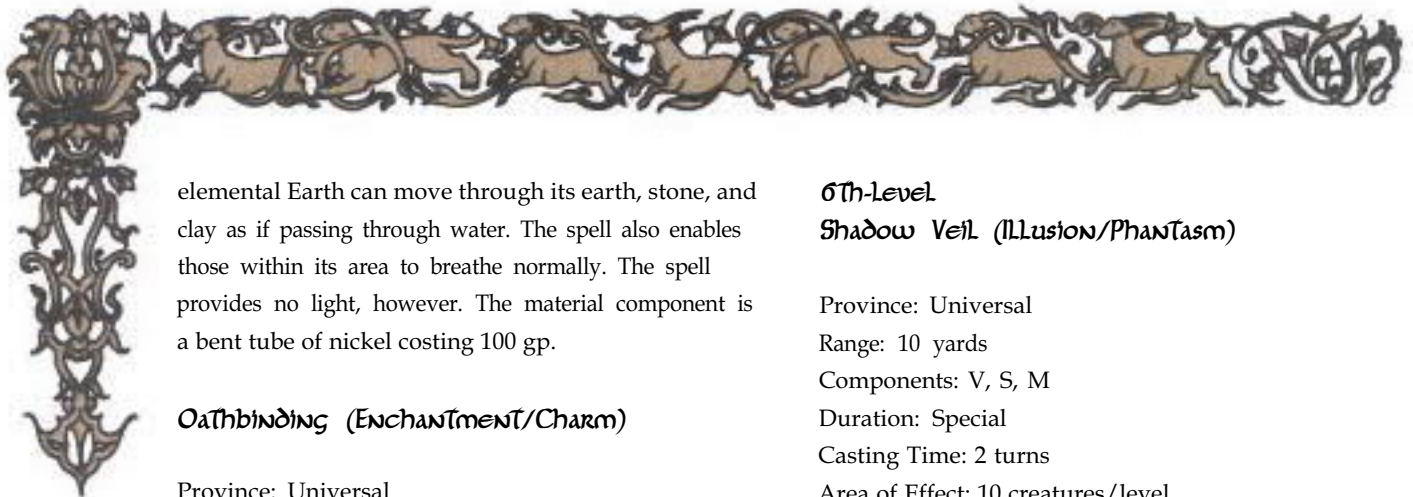 elemental Earth can move through its earth, stone, and
clay as if passing through water. The spell also enables
those within its area to breathe normally. The spell
provides no light, however. The material component is
a bent tube of nickel costing 100 gp.
Oathbinding (Enchantment/Charm)
Province: Universal
6th-Level
Shadow Veil (Illusion/Phantasm)
Province: Universal
Range: 10 yards
Components: V, S, M
Duration: Special
Casting Time: 2 turns
Area of Effect: 10 creatures/level